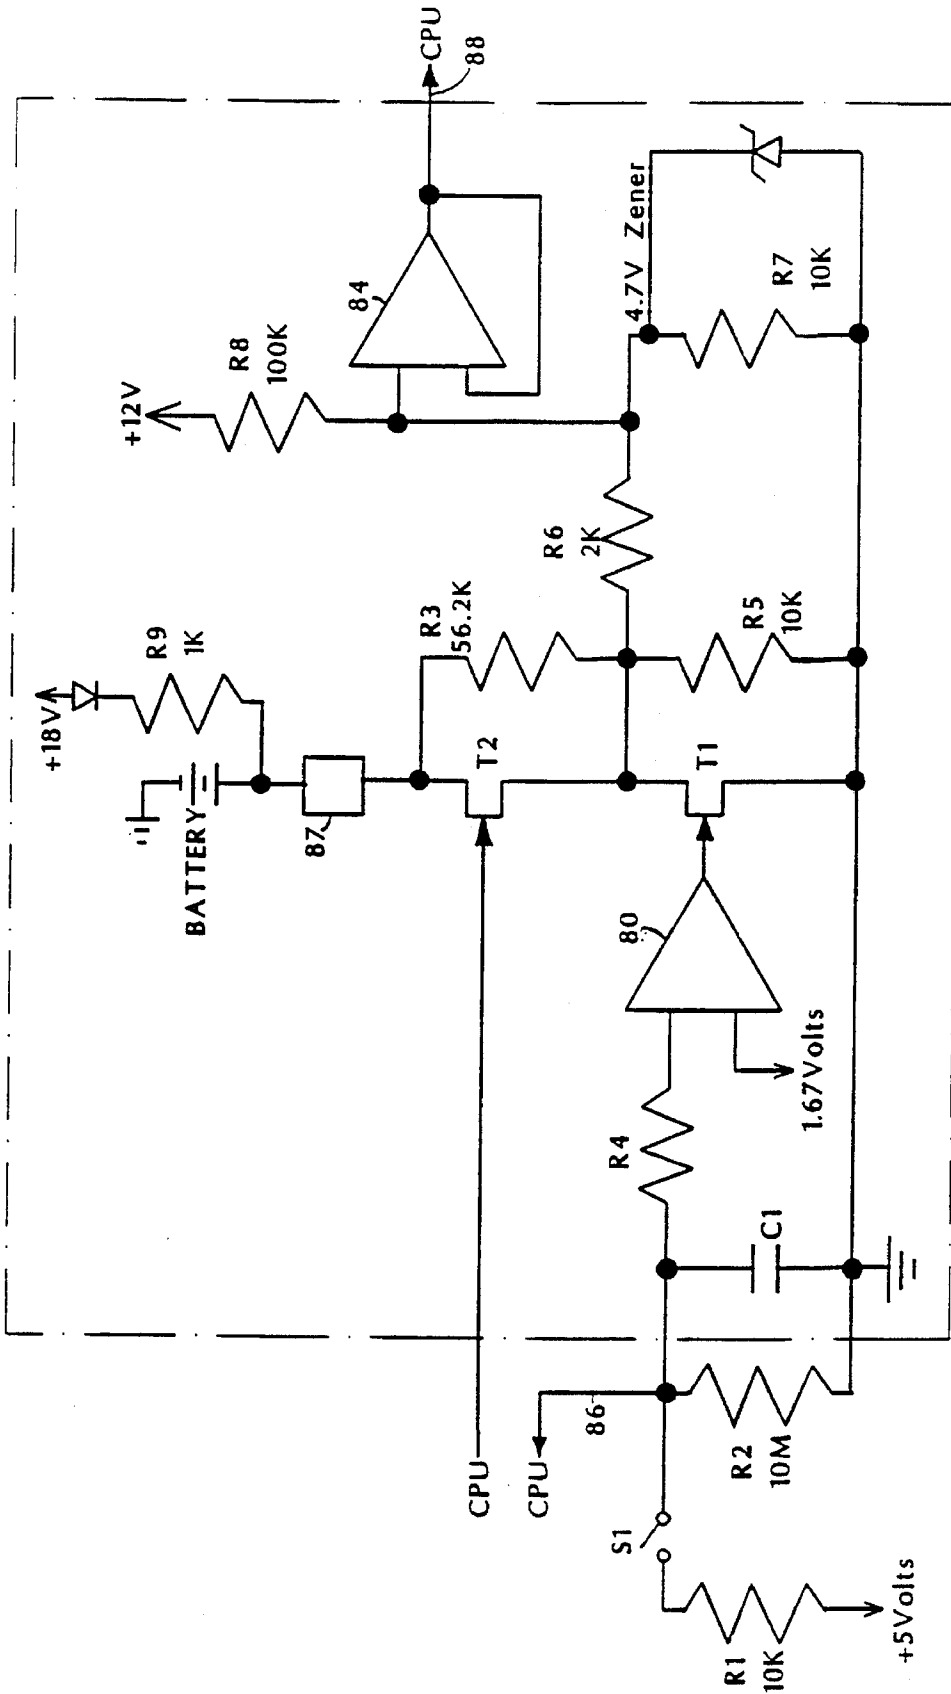 +5Volts
R1
10K
S1
CPU
86
R2
10M
CPU
C1
R4
1.67Volts
80
T1
T2
87
BATTERY
+18V
R9
1K
R3
56.2K
R5
10K
R6
2K
+12V
R8
100K
84
4.7V Zener
R7
10K
CPU
88